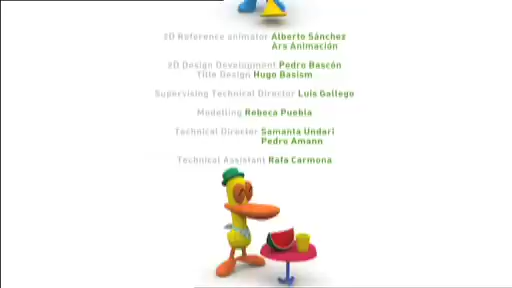 2D Reference animator Alberto Sánchez
Ars Animación
2D Design Development Pedro Bascón
Title Design Hugo Basism
Supervising Technical Director Luis Gallego
Modelling Rebeca Puebla
Technical Director Samanta Undari
Pedro Amann
Technical Assistant Rafa Carmona